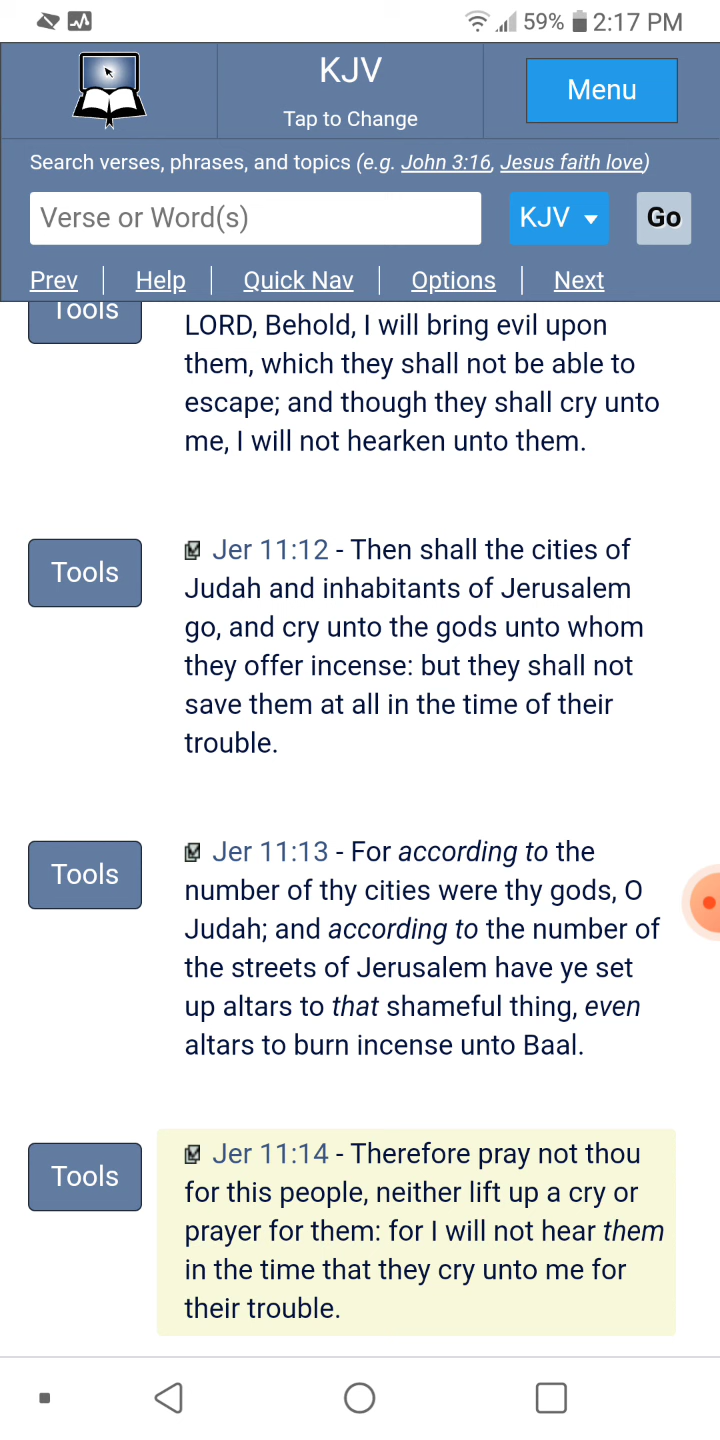 59% 2:17 PM
KJV
Tap to Change
Menu
Search verses, phrases, and topics (e.g. John 3:16, Jesus faith love)
Verse or Word(s)
KJV
Go
Prev
Help
Quick Nav
Options
Next
Tools
LORD, Behold, I will bring evil upon
them, which they shall not be able to
escape; and though they shall cry unto
me, I will not hearken unto them.
Tools
Jer 11:12 - Then shall the cities of
Judah and inhabitants of Jerusalem
go, and cry unto the gods unto whom
they offer incense: but they shall not
save them at all in the time of their
trouble.
Tools
Jer 11:13 - For according to the
number of thy cities were thy gods, O
Judah; and according to the number of
the streets of Jerusalem have ye set
up altars to that shameful thing, even
altars to burn incense unto Baal.
Tools
Jer 11:14 - Therefore pray not thou
for this people, neither lift up a cry or
prayer for them: for I will not hear them
in the time that they cry unto me for
their trouble.